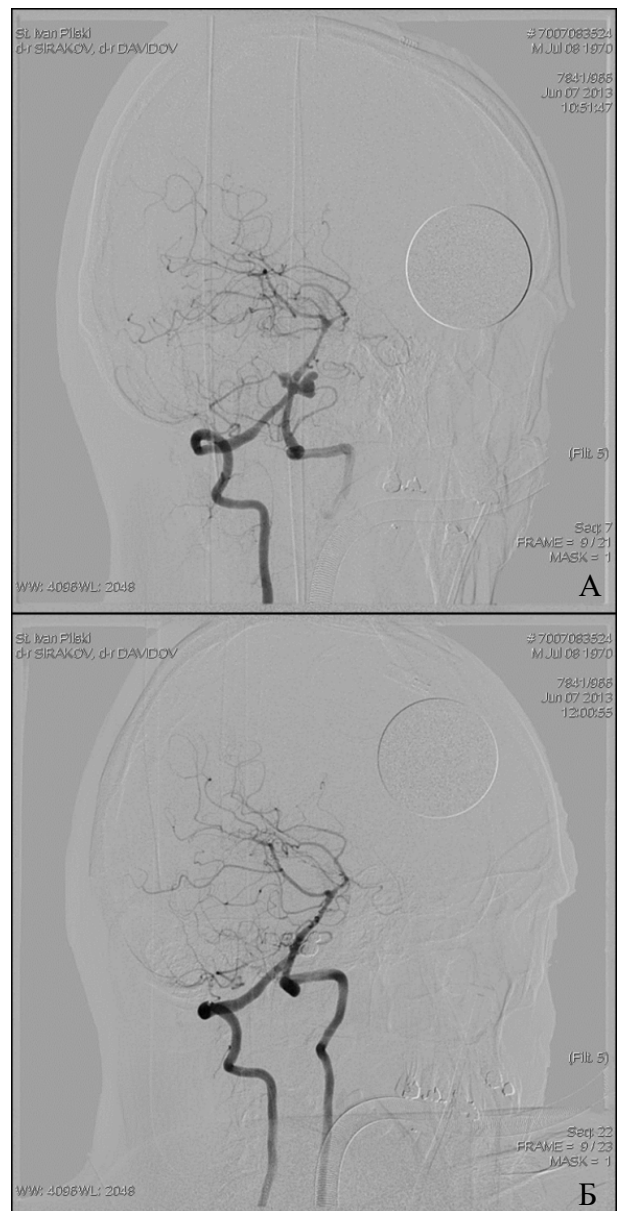 St. Ivan Rilski
d-r SIRAKOV, d-r DAVIDOV
# 7007083524
M Jul 08 1970
7841/986
Jun 07 2013
10:51:47
(Filt. 5)
Seq: 7
FRAME = 9 / 21
MASK = 1
WW: 4096WL: 2048
А
St. Ivan Rilski
d-r SIRAKOV, d-r DAVIDOV
# 7007083524
M Jul 08 1970
7841/986
Jun 07 2013
12:00:55
(Filt. 5)
Seq: 22
FRAME = 9 / 23
MASK = 1
WW: 4096WL: 2048
Б